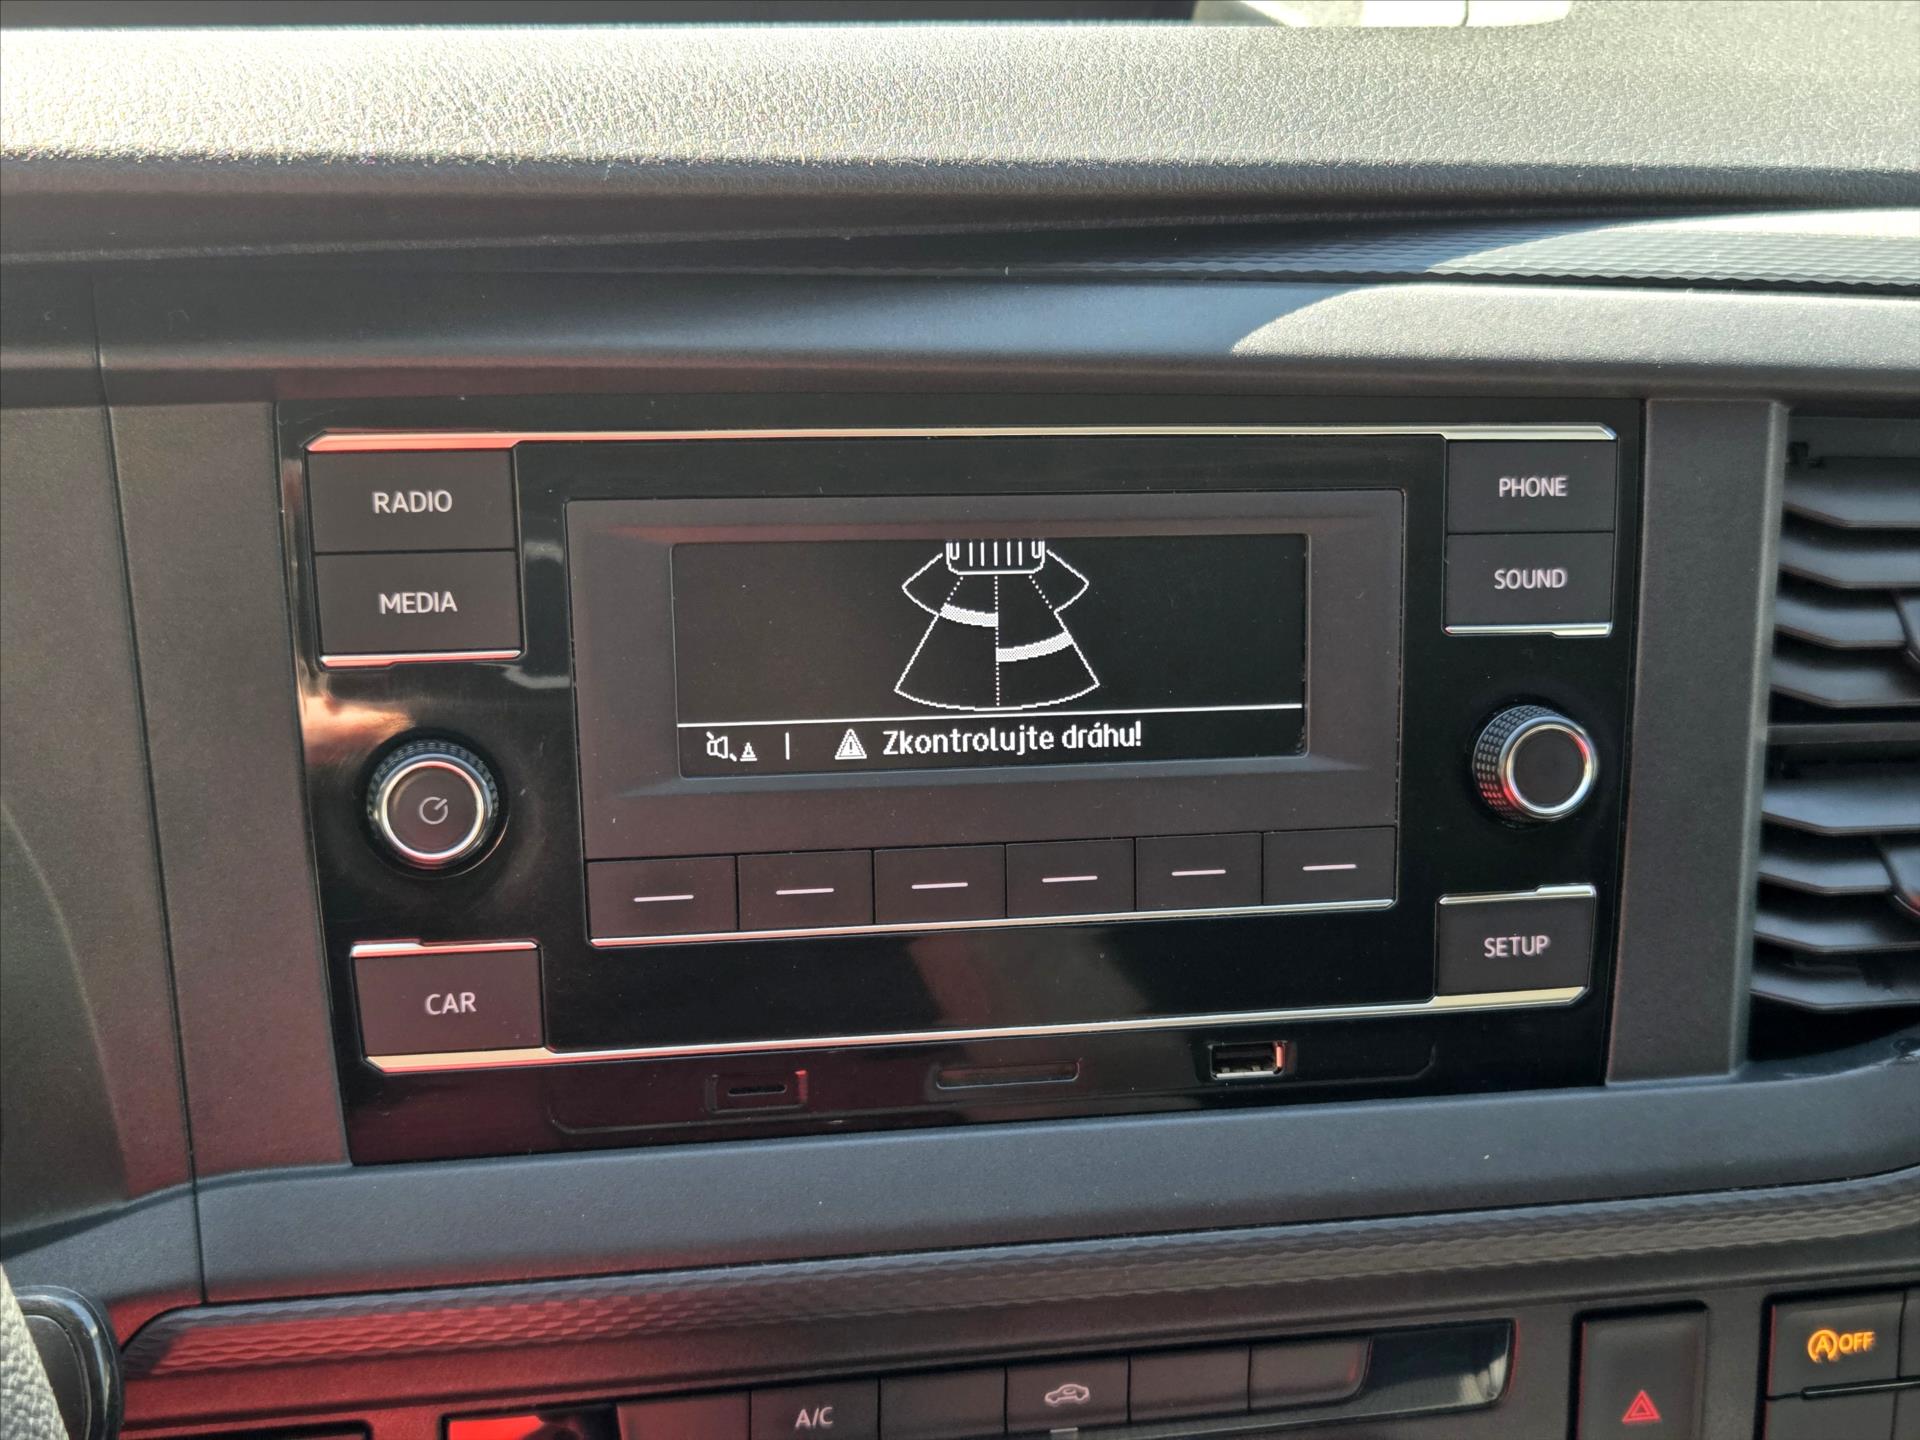 RADIO
PHONE
MEDIA
SOUND
Zkontrolujte dráhu!
CAR
SETUP
A/C
A OFF